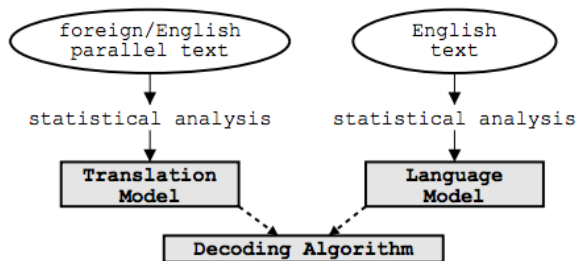 foreign/English
parallel text
English
text
statistical analysis
statistical analysis
Translation
Model
Language
Model
Decoding Algorithm